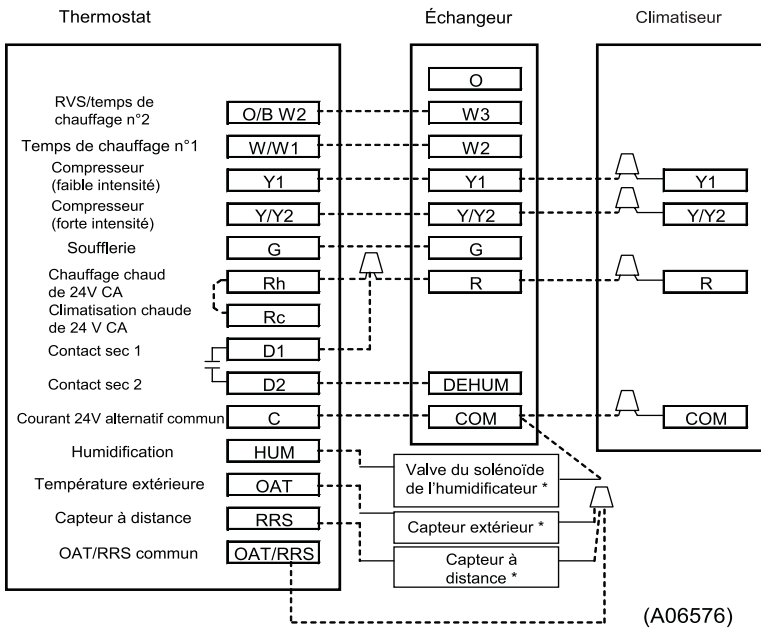 Thermostat Échangeur Climatiseur
O
RVS/temps de
chauffage n°2
O/B W2 W3
Temps de chauffage n°1 W/W1 W2
Compresseur
(faible intensité)
Y1 Y1 Y1
Compresseur
(forte intensité)
Y/Y2 Y/Y2 Y/Y2
Soufflerie G G
Chauffage chaud
de 24V CA
Rh R R
Climatisation chaude
de 24 V CA
Rc
Contact sec 1 D1
Contact sec 2 D2 DEHUM
Courant 24V alternatif commun C COM COM
Humidification HUM
Valve du solénoïde
de l'humidificateur *
Température extérieure OAT
Capteur extérieur *
Capteur à distance RRS
Capteur à
distance *
OAT/RRS commun OAT/RRS
(A06576)